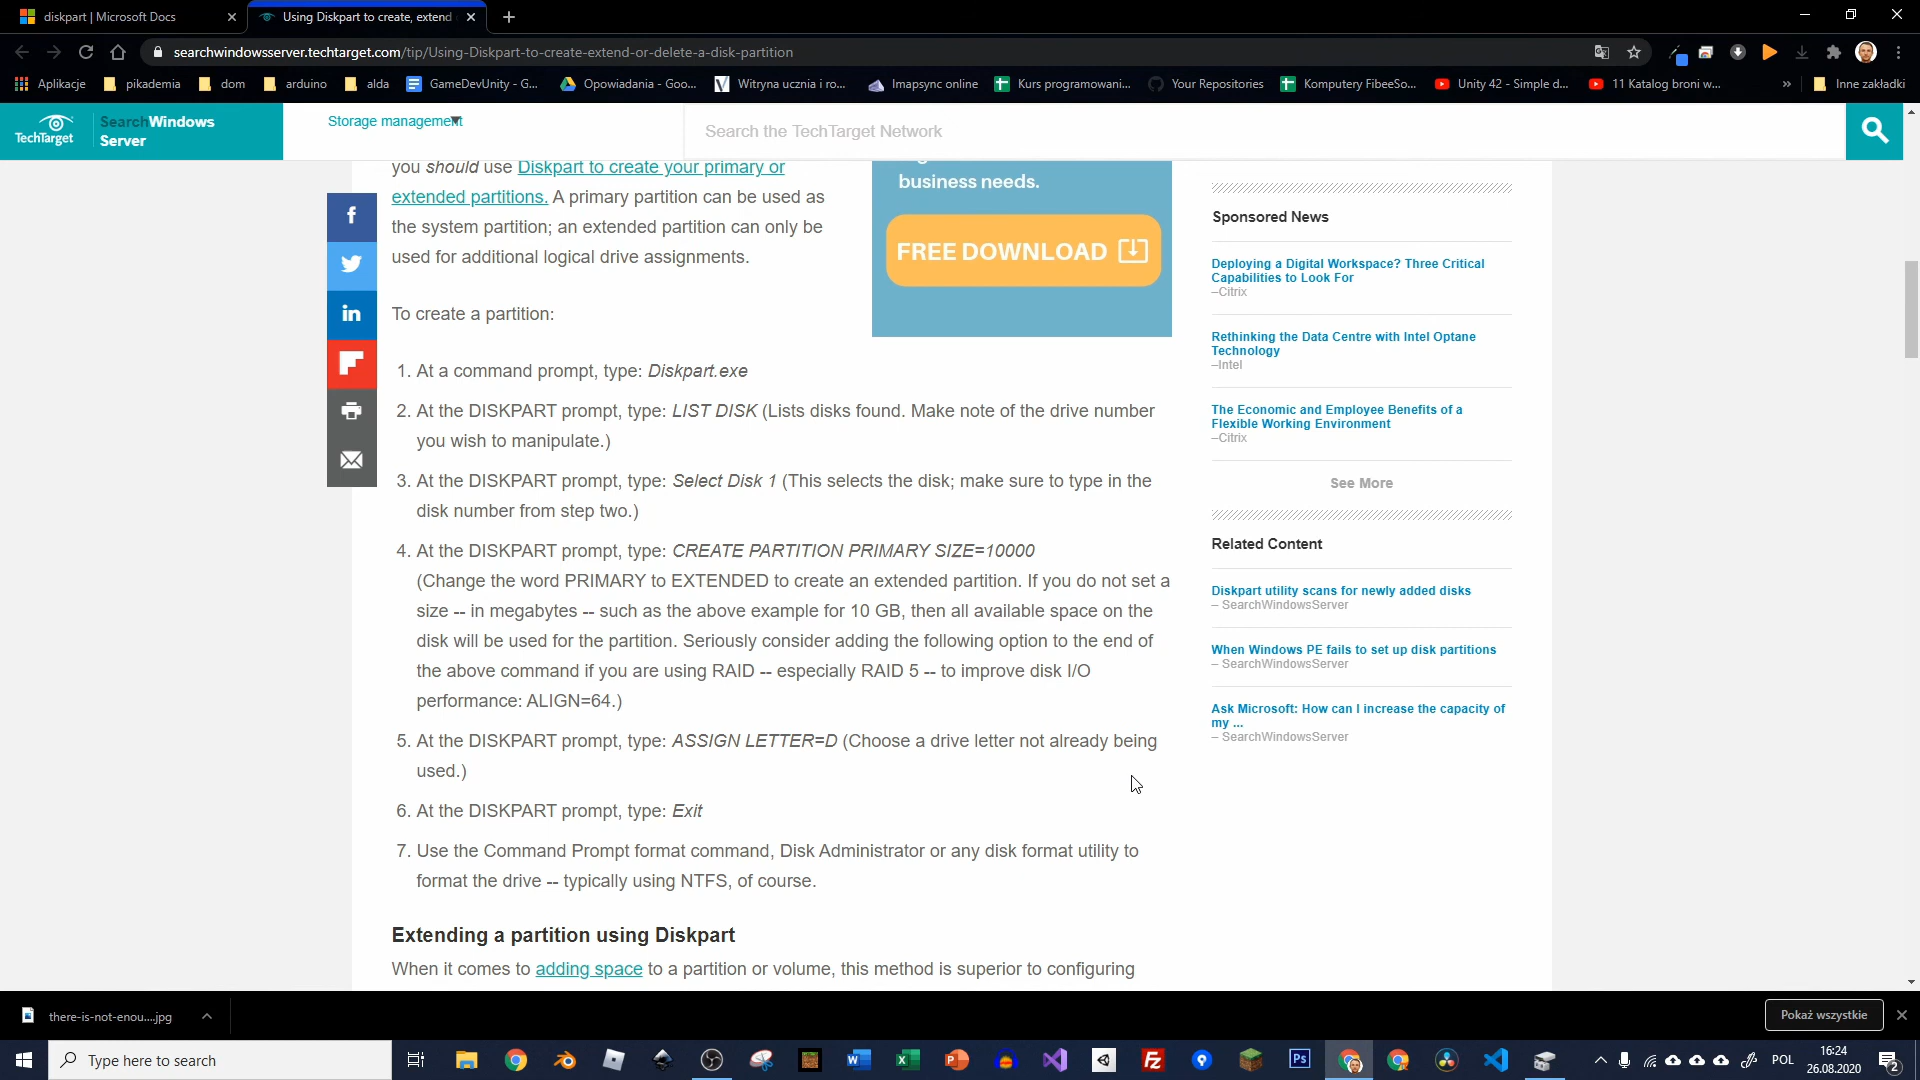 diskpart | Microsoft Docs
Using Diskpart to create, extend
searchwindowsserver.techtarget.com/tip/Using-Diskpart-to-create-extend-or-delete-a-disk-partition
Aplikacje
pikademia
dom
arduino
alda
GameDevUnity - G...
Opowiadania - Goo...
Witryna ucznia i ro...
Imapsync online
Kurs programowani...
Your Repositories
Komputery FibeeSo...
Unity 42 - Simple d...
11 Katalog broni w...
»
Inne zakładki
TechTarget
SearchWindows
Server
Storage management
Search the TechTarget Network
you should use Diskpart to create your primary or
extended partitions. A primary partition can be used as
the system partition; an extended partition can only be
used for additional logical drive assignments.
business needs.
FREE DOWNLOAD
To create a partition:
1. At a command prompt, type: Diskpart.exe
2. At the DISKPART prompt, type: LIST DISK (Lists disks found. Make note of the drive number
you wish to manipulate.)
3. At the DISKPART prompt, type: Select Disk 1 (This selects the disk; make sure to type in the
disk number from step two.)
4. At the DISKPART prompt, type: CREATE PARTITION PRIMARY SIZE=10000
(Change the word PRIMARY to EXTENDED to create an extended partition. If you do not set a
size -- in megabytes -- such as the above example for 10 GB, then all available space on the
disk will be used for the partition. Seriously consider adding the following option to the end of
the above command if you are using RAID -- especially RAID 5 -- to improve disk I/O
performance: ALIGN=64.)
5. At the DISKPART prompt, type: ASSIGN LETTER=D (Choose a drive letter not already being
used.)
6. At the DISKPART prompt, type: Exit
7. Use the Command Prompt format command, Disk Administrator or any disk format utility to
format the drive -- typically using NTFS, of course.
Extending a partition using Diskpart
When it comes to adding space to a partition or volume, this method is superior to configuring
Sponsored News
Deploying a Digital Workspace? Three Critical
Capabilities to Look For
–Citrix
Rethinking the Data Centre with Intel Optane
Technology
–Intel
The Economic and Employee Benefits of a
Flexible Working Environment
–Citrix
See More
Related Content
Diskpart utility scans for newly added disks
– SearchWindowsServer
When Windows PE fails to set up disk partitions
– SearchWindowsServer
Ask Microsoft: How can I increase the capacity of
my ...
– SearchWindowsServer
there-is-not-enou....jpg
Pokaż wszystkie
Type here to search
POL
16:24
26.08.2020
2